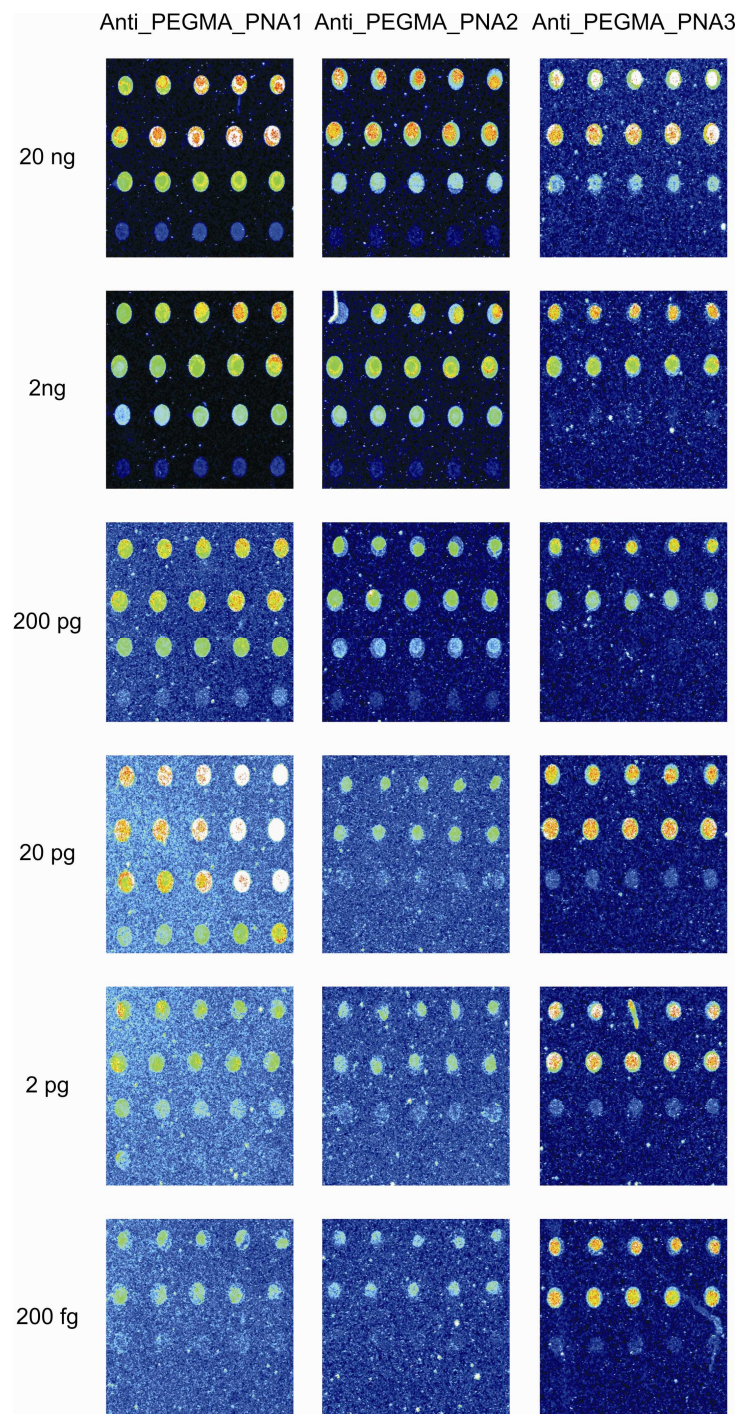 Anti_PEGMA_PNA1 Anti_PEGMA_PNA2 Anti_PEGMA_PNA3
20 ng
2ng
200 pg
20 pg
2 pg
200 fg